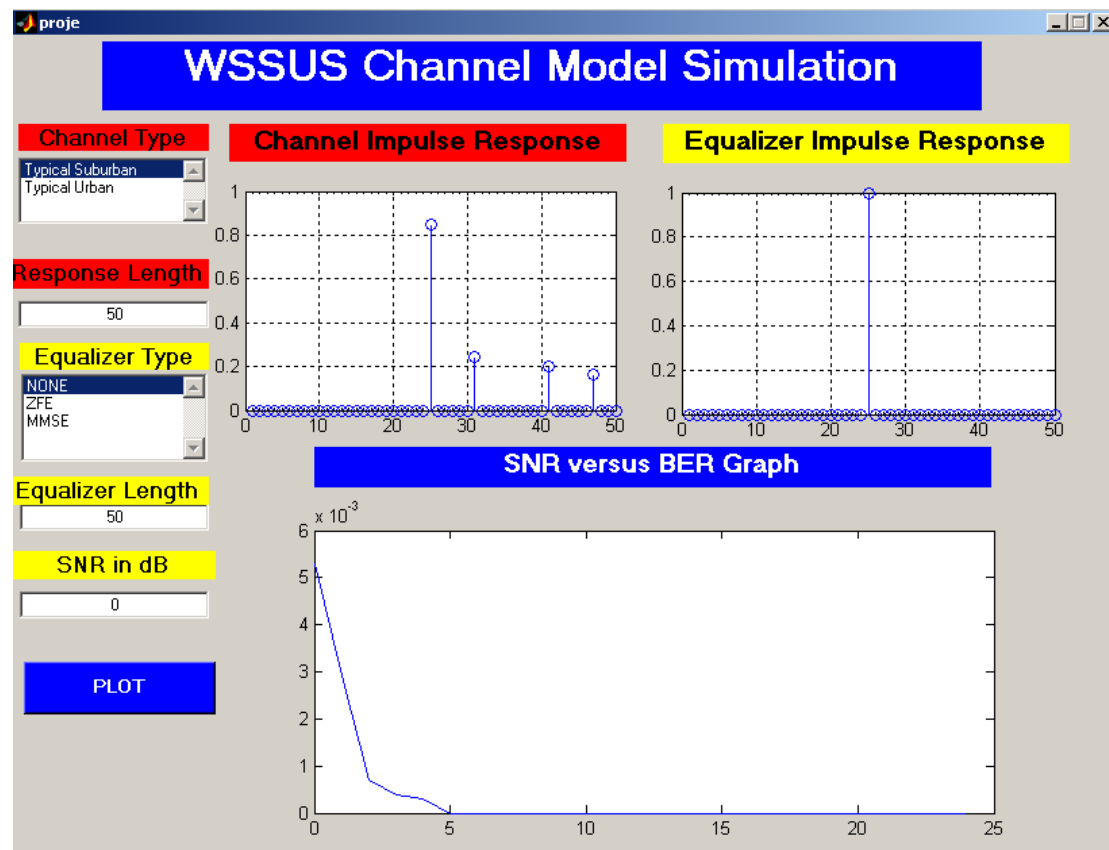 proje
WSSUS Channel Model Simulation
Channel Type
Typical Suburban
Typical Urban
Response Length
50
Equalizer Type
NONE
ZFE
MMSE
Equalizer Length
50
SNR in dB
0
PLOT
Channel Impulse Response
1
0.8
0.6
0.4
0.2
0
0 10 20 30 40 50
Equalizer Impulse Response
1
0.8
0.6
0.4
0.2
0
0 10 20 30 40 50
SNR versus BER Graph
x 10-3
6
5
4
3
2
1
0
0 5 10 15 20 25